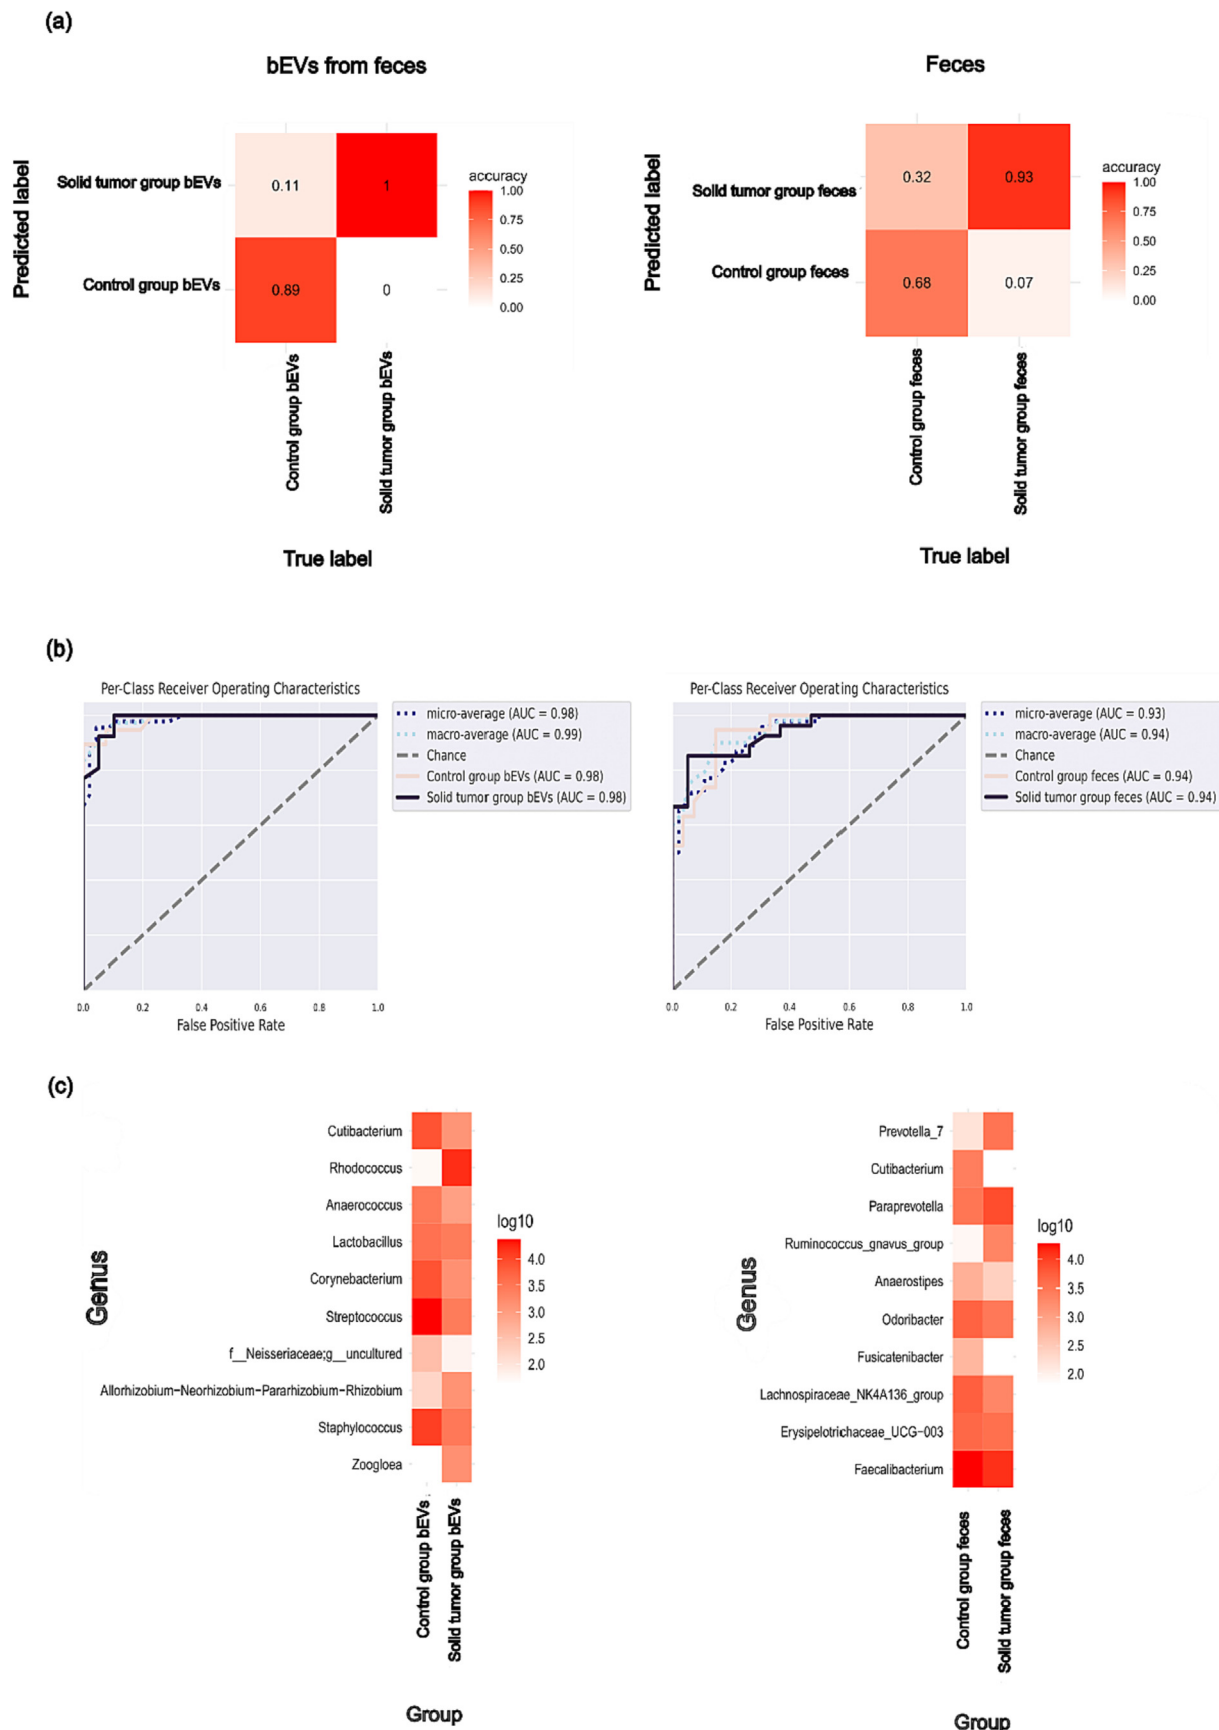 (a)
bEVs from feces
Feces
Predicted label
Solid tumor group bEVs
Control group bEVs
0.11
1
0.89
0
accuracy
1.00
0.75
0.50
0.25
0.00
Control group bEVs
Solid tumor group bEVs
True label
Predicted label
Solid tumor group feces
Control group feces
0.32
0.93
0.68
0.07
accuracy
1.00
0.75
0.50
0.25
0.00
Control group feces
Solid tumor group feces
True label
(b)
Per-Class Receiver Operating Characteristics
micro-average (AUC = 0.98)
macro-average (AUC = 0.99)
Chance
Control group bEVs (AUC = 0.98)
Solid tumor group bEVs (AUC = 0.98)
0.0
0.2
0.4
0.6
0.8
1.0
False Positive Rate
Per-Class Receiver Operating Characteristics
micro-average (AUC = 0.93)
macro-average (AUC = 0.94)
Chance
Control group feces (AUC = 0.94)
Solid tumor group feces (AUC = 0.94)
0.0
0.2
0.4
0.6
0.8
1.0
False Positive Rate
(c)
Genus
Cutibacterium
Rhodococcus
Anaerococcus
Lactobacillus
Corynebacterium
Streptococcus
f__Neisseriaceae;g__uncultured
Allorhizobium-Neorhizobium-Pararhizobium-Rhizobium
Staphylococcus
Zoogloea
log10
4.0
3.5
3.0
2.5
2.0
Control group bEVs
Solid tumor group bEVs
Group
Genus
Prevotella_7
Cutibacterium
Paraprevotella
Ruminococcus_gnavus_group
Anaerostipes
Odoribacter
Fusicatenibacter
Lachnospiraceae_NK4A136_group
Erysipelotrichaceae_UCG-003
Faecalibacterium
log10
4.0
3.5
3.0
2.5
2.0
Control group feces
Solid tumor group feces
Group